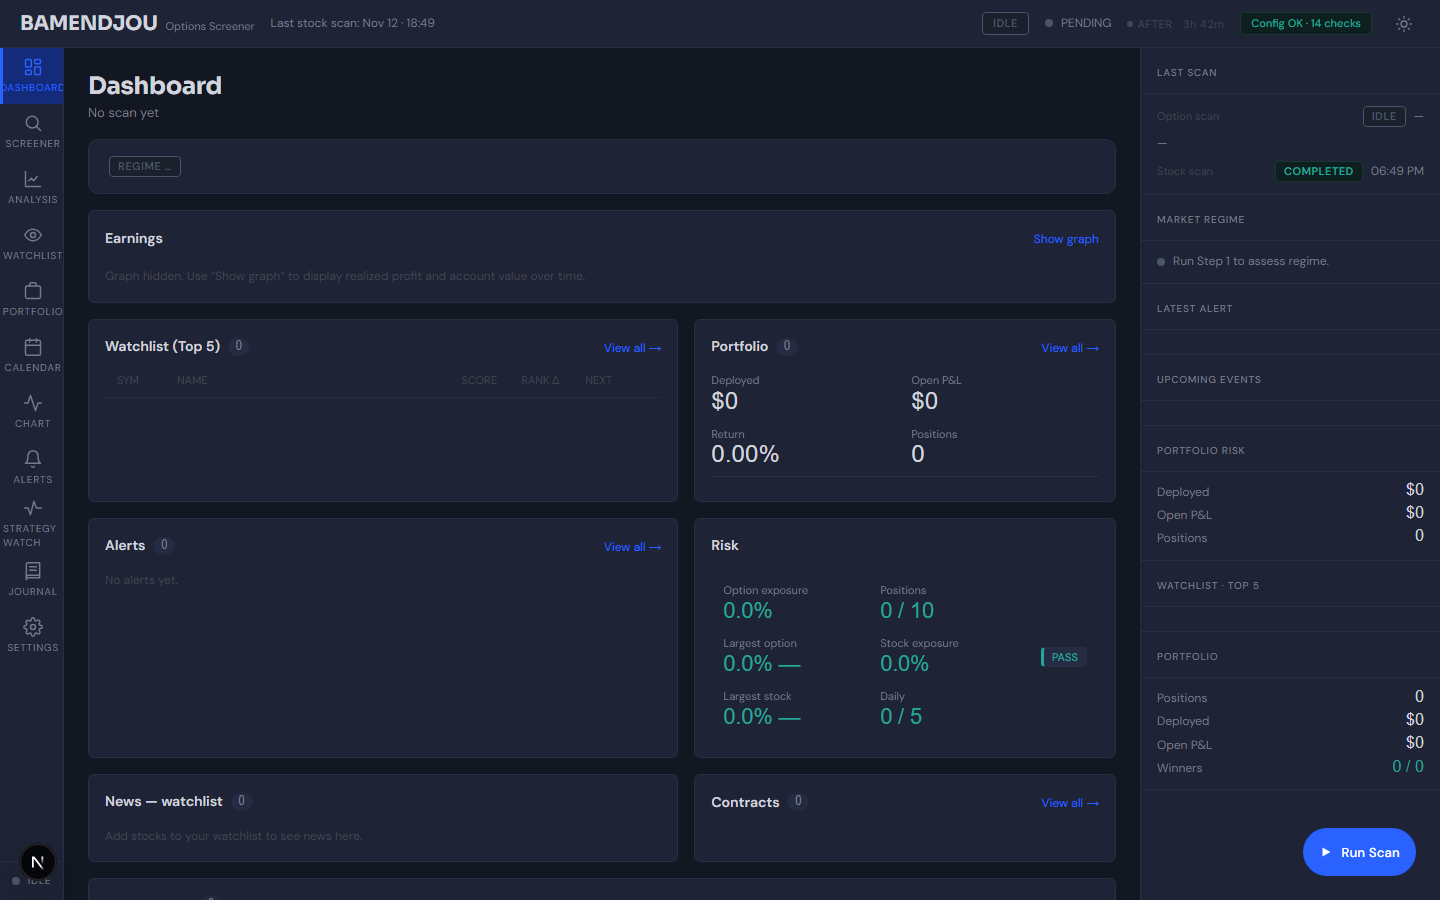 BAMENDJOU Options Screener Last stock scan: Nov 12 · 18:49 IDLE PENDING AFTER 3h 42m Config OK · 14 checks
DASHBOARD
SCREENER
ANALYSIS
WATCHLIST
PORTFOLIO
CALENDAR
CHART
ALERTS
STRATEGY
WATCH
JOURNAL
SETTINGS
N
IDLE
Dashboard
No scan yet
REGIME ...
Earnings Show graph
Graph hidden. Use "Show graph" to display realized profit and account value over time.
Watchlist (Top 5) 0 View all →
SYM NAME SCORE RANK Δ NEXT
Portfolio 0 View all →
Deployed Open P&L
$0 $0
Return Positions
0.00% 0
Alerts 0 View all →
No alerts yet.
Risk
Option exposure Positions
0.0% 0 / 10
Largest option Stock exposure
0.0% — 0.0%
PASS
Largest stock Daily
0.0% — 0 / 5
News — watchlist 0
Add stocks to your watchlist to see news here.
Contracts 0 View all →
LAST SCAN
Option scan IDLE —
—
Stock scan COMPLETED 06:49 PM
MARKET REGIME
Run Step 1 to assess regime.
LATEST ALERT
UPCOMING EVENTS
PORTFOLIO RISK
Deployed $0
Open P&L $0
Positions 0
WATCHLIST · TOP 5
PORTFOLIO
Positions 0
Deployed $0
Open P&L $0
Winners 0 / 0
Run Scan